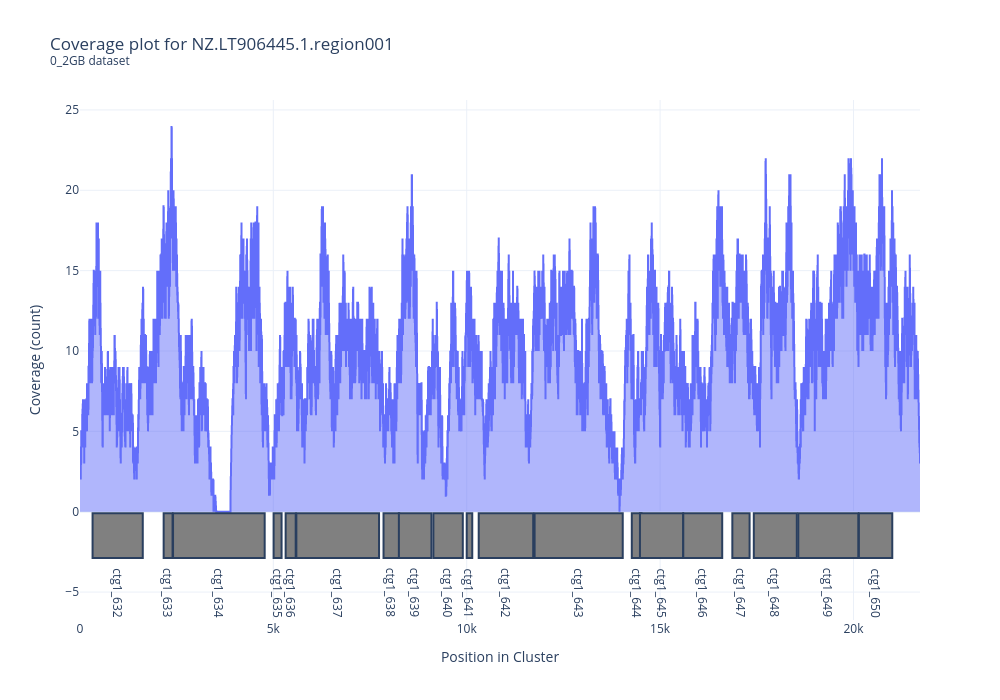 Coverage plot for NZ.LT906445.1.region001
0_2GB dataset
25
20
15
10
5
0
−5
Coverage (count)
ctg1_632
ctg1_633
ctg1_634
ctg1_635
ctg1_636
ctg1_637
ctg1_638
ctg1_639
ctg1_640
ctg1_641
ctg1_642
ctg1_643
ctg1_644
ctg1_645
ctg1_646
ctg1_647
ctg1_648
ctg1_649
ctg1_650
0 5k 10k 15k 20k
Position in Cluster